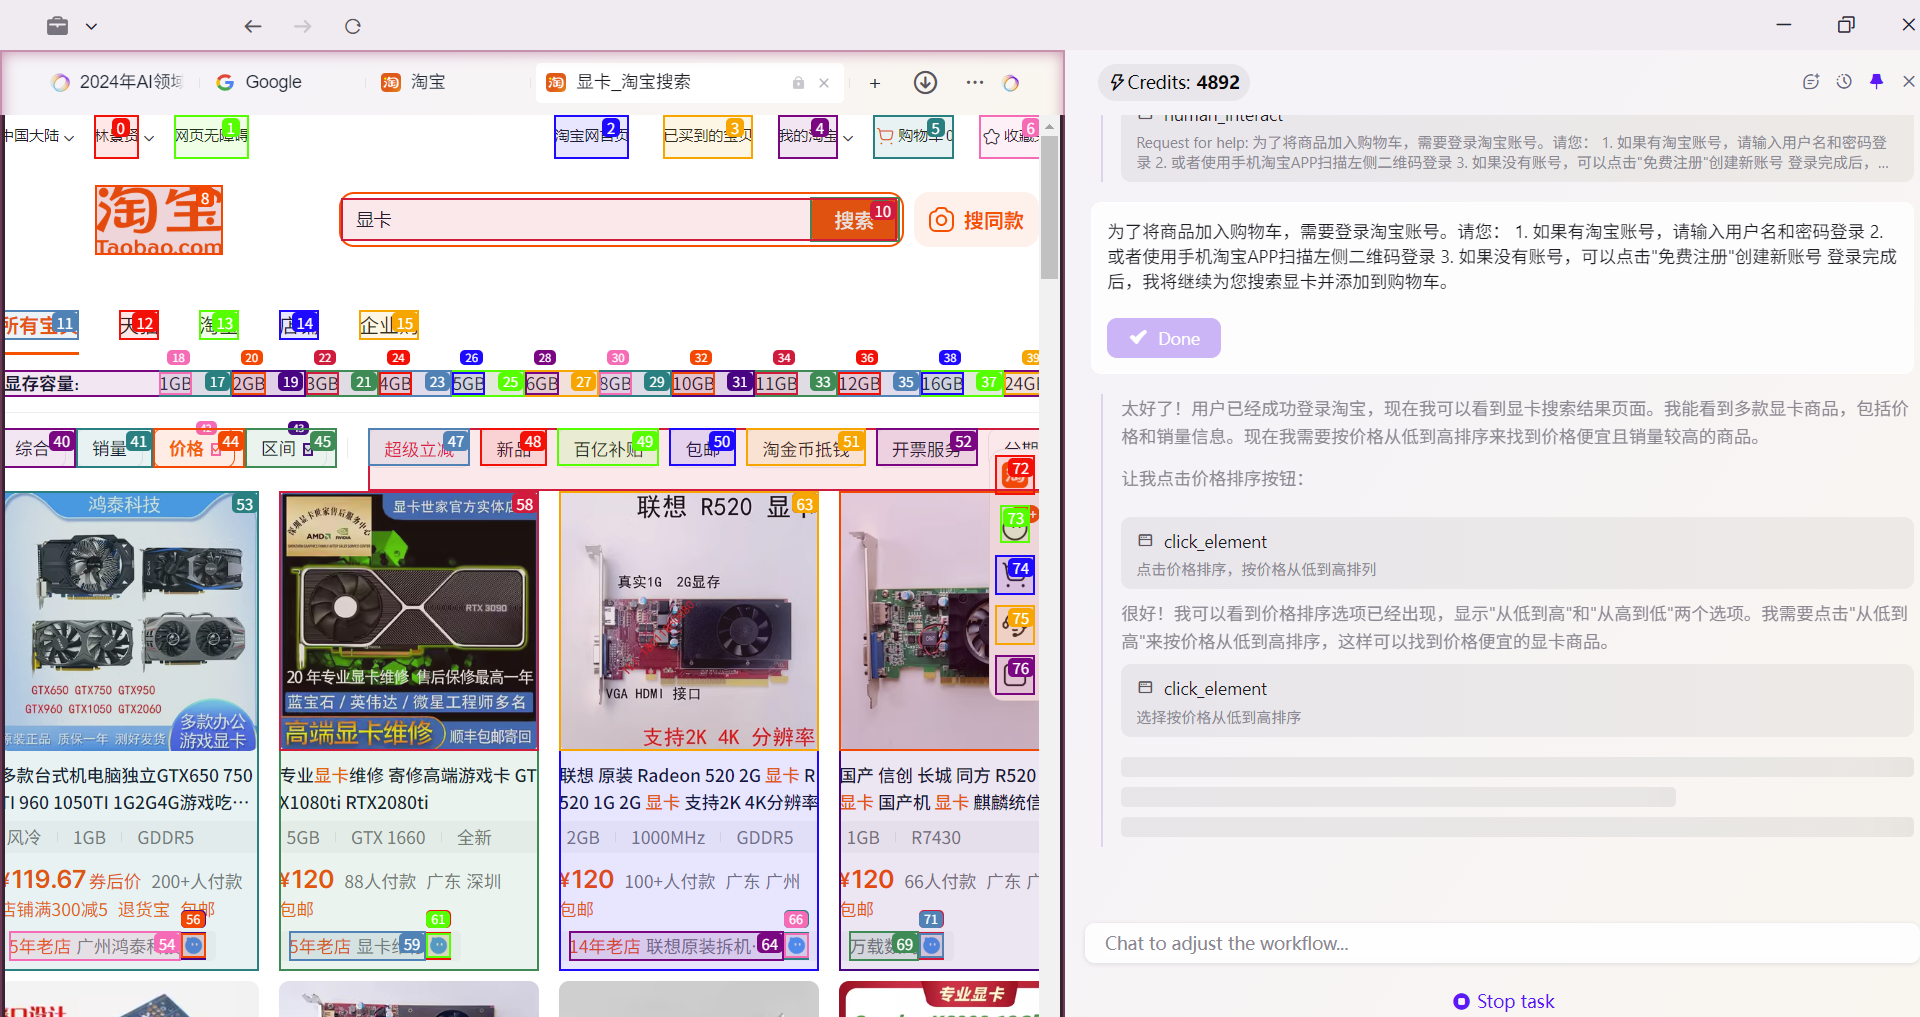 2024年AI领域
Google
淘宝
显卡_淘宝搜索
中国大陆
0
网页无障碍
1
淘宝网首页
2
已买到的宝贝
3
我的淘宝
4
购物车0
5
收藏
6
淘宝
8
Taobao.com
显卡
搜索
10
搜同款
所有宝贝
11
天猫
12
淘宝
13
店铺
14
企业购
15
18
20
22
24
26
28
30
32
34
36
38
39
显存容量:
1GB
17
2GB
19
3GB
21
4GB
23
5GB
25
6GB
27
8GB
29
10GB
31
11GB
33
12GB
35
16GB
37
24G
42
43
综合
40
销量
41
价格
44
区间
45
超级立减
47
新品
48
百亿补贴
49
包邮
50
淘金币抵钱
51
开票服务
52
72
73
74
75
76
鸿泰科技
53
GTX650 GTX750 GTX950
GTX960 GTX1050 GTX2060
多款办公
游戏显卡
原装正品 质保一年 测好发货
多款台式机电脑独立GTX650 750
TI 960 1050TI 1G2G4G游戏吃…
风冷
1GB
GDDR5
¥119.67 券后价 200+人付款
店铺满300减5 退货宝 包邮
56
5年老店 广州鸿泰科
54
显卡世家官方实体店
58
AMD
NVIDIA
RTX 3090
20 年专业显卡维修 售后保修最高一年
蓝宝石 / 英伟达 / 微星工程师多名
高端显卡维修
顺丰包邮寄回
专业显卡维修 寄修高端游戏卡 GT
X1080ti RTX2080ti
5GB
GTX 1660
全新
¥120 88人付款 广东 深圳
包邮
61
5年老店 显卡
59
联想 R520 显卡
63
真实1G 2G显存
VGA HDMI 接口
支持2K 4K 分辨率
联想 原装 Radeon 520 2G 显卡 R
520 1G 2G 显卡 支持2K 4K分辨率
2GB
1000MHz
GDDR5
¥120 100+人付款 广东 广州
包邮
66
14年老店 联想原装拆机
64
国产 信创 长城 同方 R520
显卡 国产机 显卡 麒麟统信
1GB
R7430
¥120 66人付款 广东 广
包邮
71
万载数
69
口设计
专业显卡
Credits: 4892
human_interact
Request for help: 为了将商品加入购物车，需要登录淘宝账号。请您： 1. 如果有淘宝账号，请输入用户名和密码登
录 2. 或者使用手机淘宝APP扫描左侧二维码登录 3. 如果没有账号，可以点击"免费注册"创建新账号 登录完成后，...
为了将商品加入购物车，需要登录淘宝账号。请您： 1. 如果有淘宝账号，请输入用户名和密码登录 2.
或者使用手机淘宝APP扫描左侧二维码登录 3. 如果没有账号，可以点击"免费注册"创建新账号 登录完成
后，我将继续为您搜索显卡并添加到购物车。
Done
太好了！用户已经成功登录淘宝，现在我可以看到显卡搜索结果页面。我能看到多款显卡商品，包括价
格和销量信息。现在我需要按价格从低到高排序来找到价格便宜且销量较高的商品。
让我点击价格排序按钮：
click_element
点击价格排序，按价格从低到高排列
很好！我可以看到价格排序选项已经出现，显示"从低到高"和"从高到低"两个选项。我需要点击"从低到
高"来按价格从低到高排序，这样可以找到价格便宜的显卡商品。
click_element
选择按价格从低到高排序
Chat to adjust the workflow...
Stop task